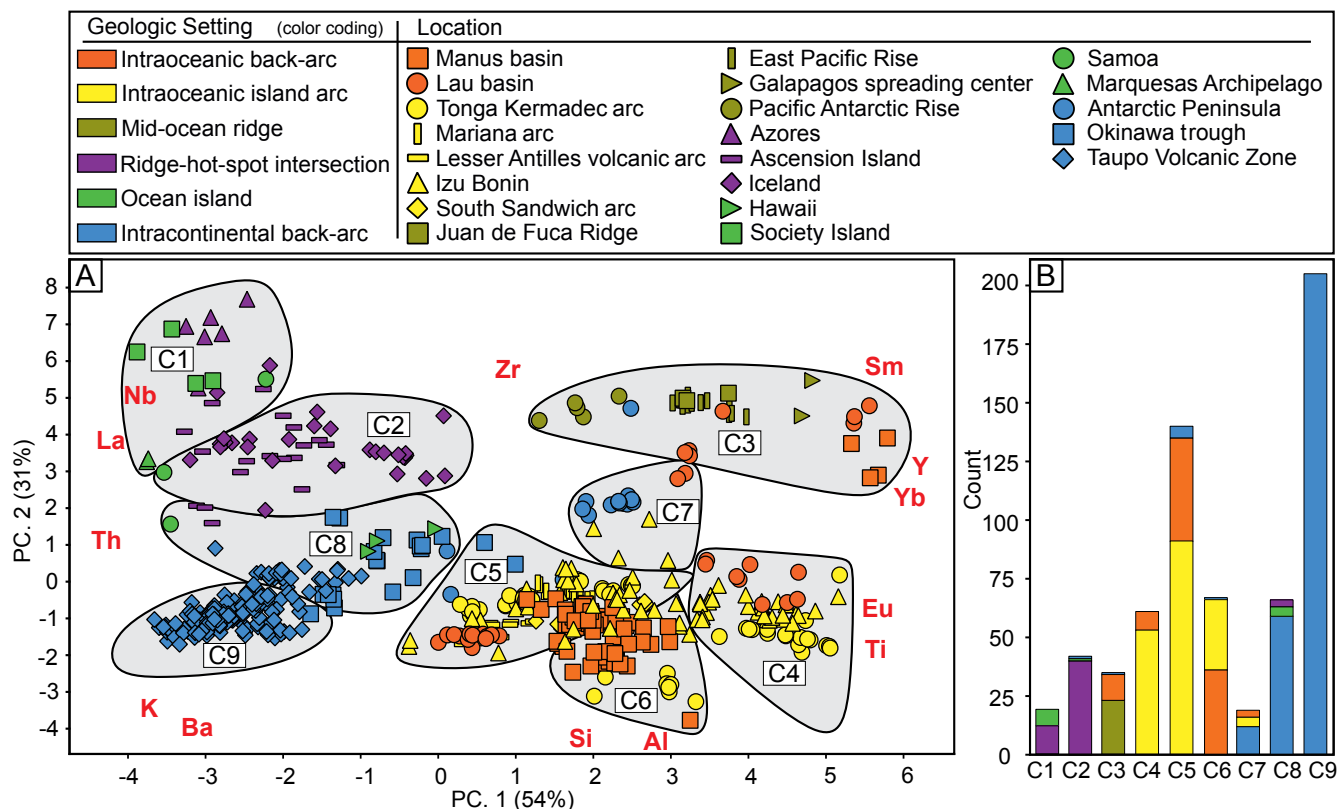 Geologic Setting (color coding)
Location
Intraoceanic back-arc
Intraoceanic island arc
Mid-ocean ridge
Ridge-hot-spot intersection
Ocean island
Intracontinental back-arc
Manus basin
Lau basin
Tonga Kermadec arc
Mariana arc
Lesser Antilles volcanic arc
Izu Bonin
South Sandwich arc
Juan de Fuca Ridge
East Pacific Rise
Galapagos spreading center
Pacific Antarctic Rise
Azores
Ascension Island
Iceland
Hawaii
Society Island
Samoa
Marquesas Archipelago
Antarctic Peninsula
Okinawa trough
Taupo Volcanic Zone
A
PC. 2 (31%)
8
7
6
5
4
3
2
1
0
-1
-2
-3
-4
C1
Nb
La
C2
Th
C8
C9
K
Ba
Zr
Sm
C3
Y
Yb
C7
C5
Eu
Ti
C4
C6
Si
Al
-4 -3 -2 -1 0 1 2 3 4 5 6
PC. 1 (54%)
B
Count
200
175
150
125
100
75
50
25
0
C1 C2 C3 C4 C5 C6 C7 C8 C9